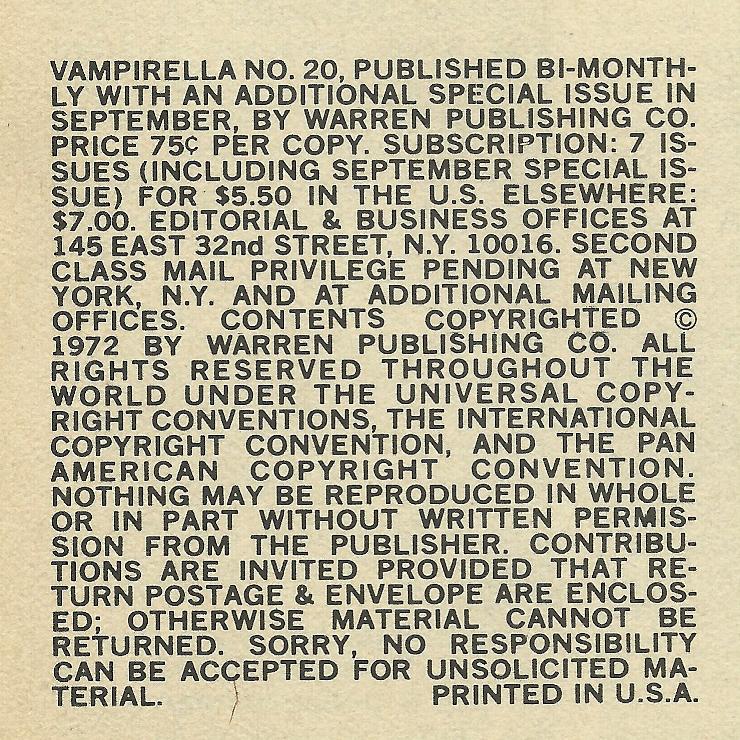 VAMPIRELLA NO. 20, PUBLISHED BI-MONTH-
LY WITH AN ADDITIONAL SPECIAL ISSUE IN
SEPTEMBER, BY WARREN PUBLISHING CO.
PRICE 75¢ PER COPY. SUBSCRIPTION: 7 IS-
SUES (INCLUDING SEPTEMBER SPECIAL IS-
SUE) FOR $5.50 IN THE U.S. ELSEWHERE:
$7.00. EDITORIAL & BUSINESS OFFICES AT
145 EAST 32nd STREET, N.Y. 10016. SECOND
CLASS MAIL PRIVILEGE PENDING AT NEW
YORK, N.Y. AND AT ADDITIONAL MAILING
OFFICES. CONTENTS COPYRIGHTED ©
1972 BY WARREN PUBLISHING CO. ALL
RIGHTS RESERVED THROUGHOUT THE
WORLD UNDER THE UNIVERSAL COPY-
RIGHT CONVENTIONS, THE INTERNATIONAL
COPYRIGHT CONVENTION, AND THE PAN
AMERICAN COPYRIGHT CONVENTION.
NOTHING MAY BE REPRODUCED IN WHOLE
OR IN PART WITHOUT WRITTEN PERMIS-
SION FROM THE PUBLISHER. CONTRIBU-
TIONS ARE INVITED PROVIDED THAT RE-
TURN POSTAGE & ENVELOPE ARE ENCLOS-
ED; OTHERWISE MATERIAL CANNOT BE
RETURNED. SORRY, NO RESPONSIBILITY
CAN BE ACCEPTED FOR UNSOLICITED MA-
TERIAL. PRINTED IN U.S.A.